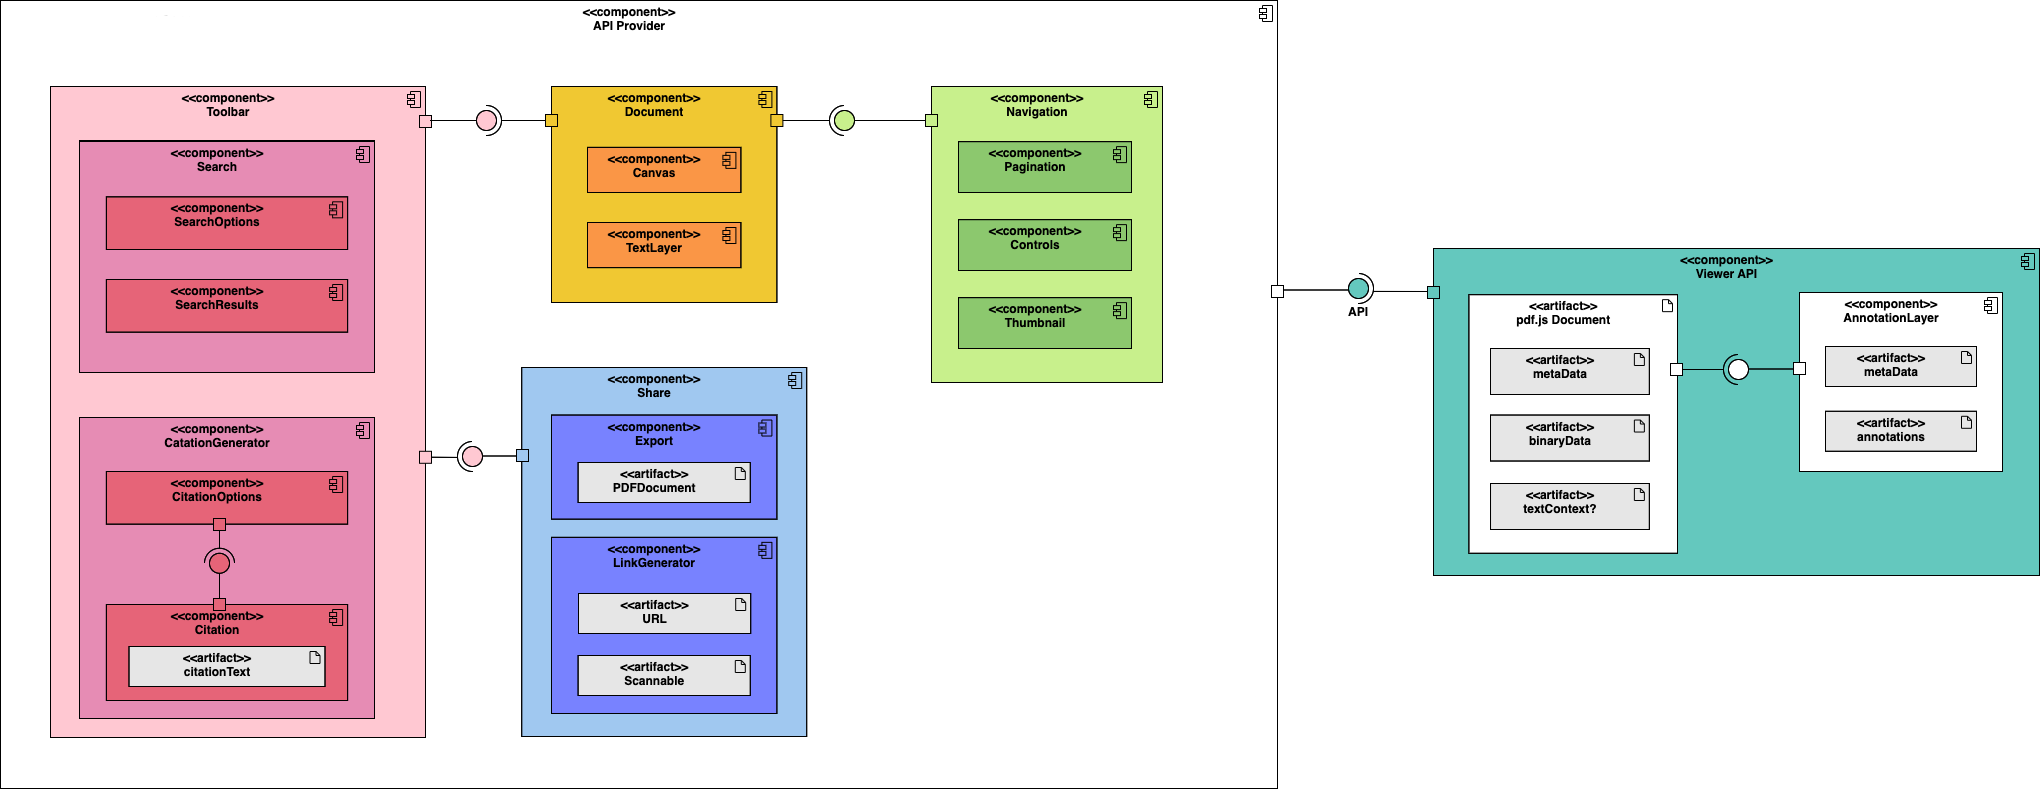 <<component>>
API Provider
<<component>>
Toolbar
<<component>>
Search
<<component>>
SearchOptions
<<component>>
SearchResults
<<component>>
CatationGenerator
<<component>>
CitationOptions
<<component>>
Citation
<<artifact>>
citationText
<<component>>
Document
<<component>>
Canvas
<<component>>
TextLayer
<<component>>
Share
<<component>>
Export
<<artifact>>
PDFDocument
<<component>>
LinkGenerator
<<artifact>>
URL
<<artifact>>
Scannable
<<component>>
Navigation
<<component>>
Pagination
<<component>>
Controls
<<component>>
Thumbnail
API
<<component>>
Viewer API
<<artifact>>
pdf.js Document
<<artifact>>
metaData
<<artifact>>
binaryData
<<artifact>>
textContext?
<<component>>
AnnotationLayer
<<artifact>>
metaData
<<artifact>>
annotations